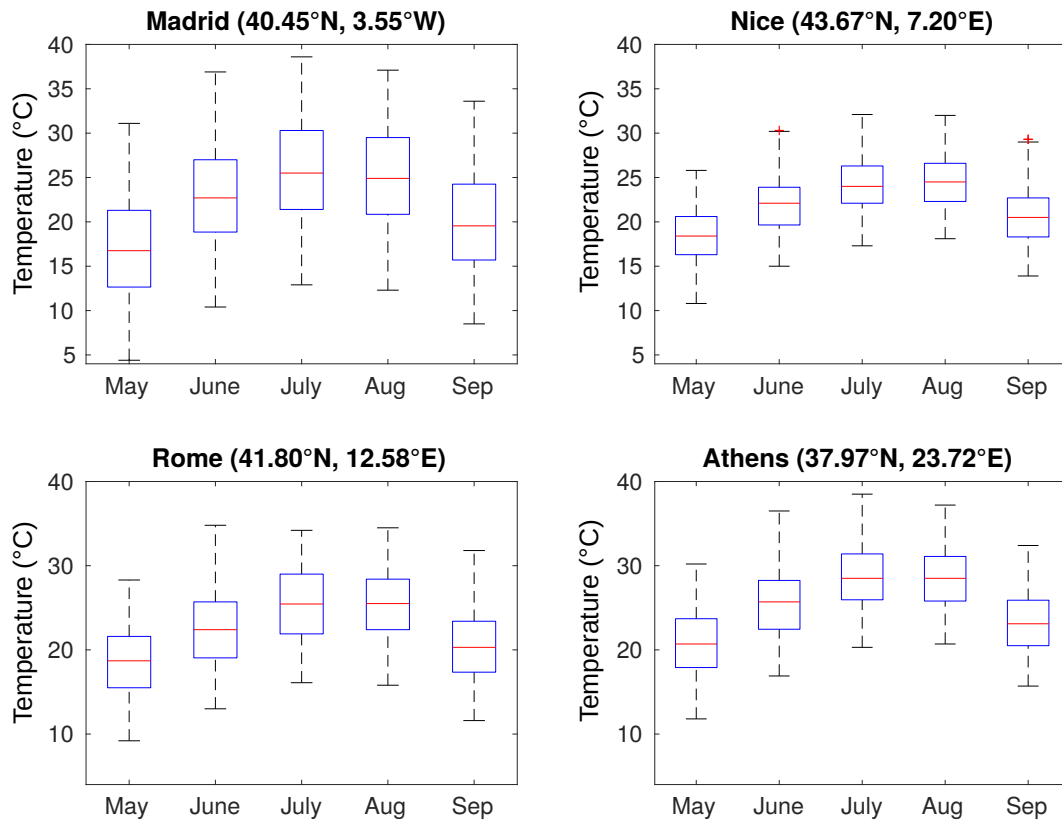 Madrid (40.45°N, 3.55°W)
Temperature (°C)
40
35
30
25
20
15
10
5
May June July Aug Sep
Nice (43.67°N, 7.20°E)
Temperature (°C)
40
35
30
25
20
15
10
5
May June July Aug Sep
Rome (41.80°N, 12.58°E)
Temperature (°C)
40
30
20
10
May June July Aug Sep
Athens (37.97°N, 23.72°E)
Temperature (°C)
40
30
20
10
May June July Aug Sep